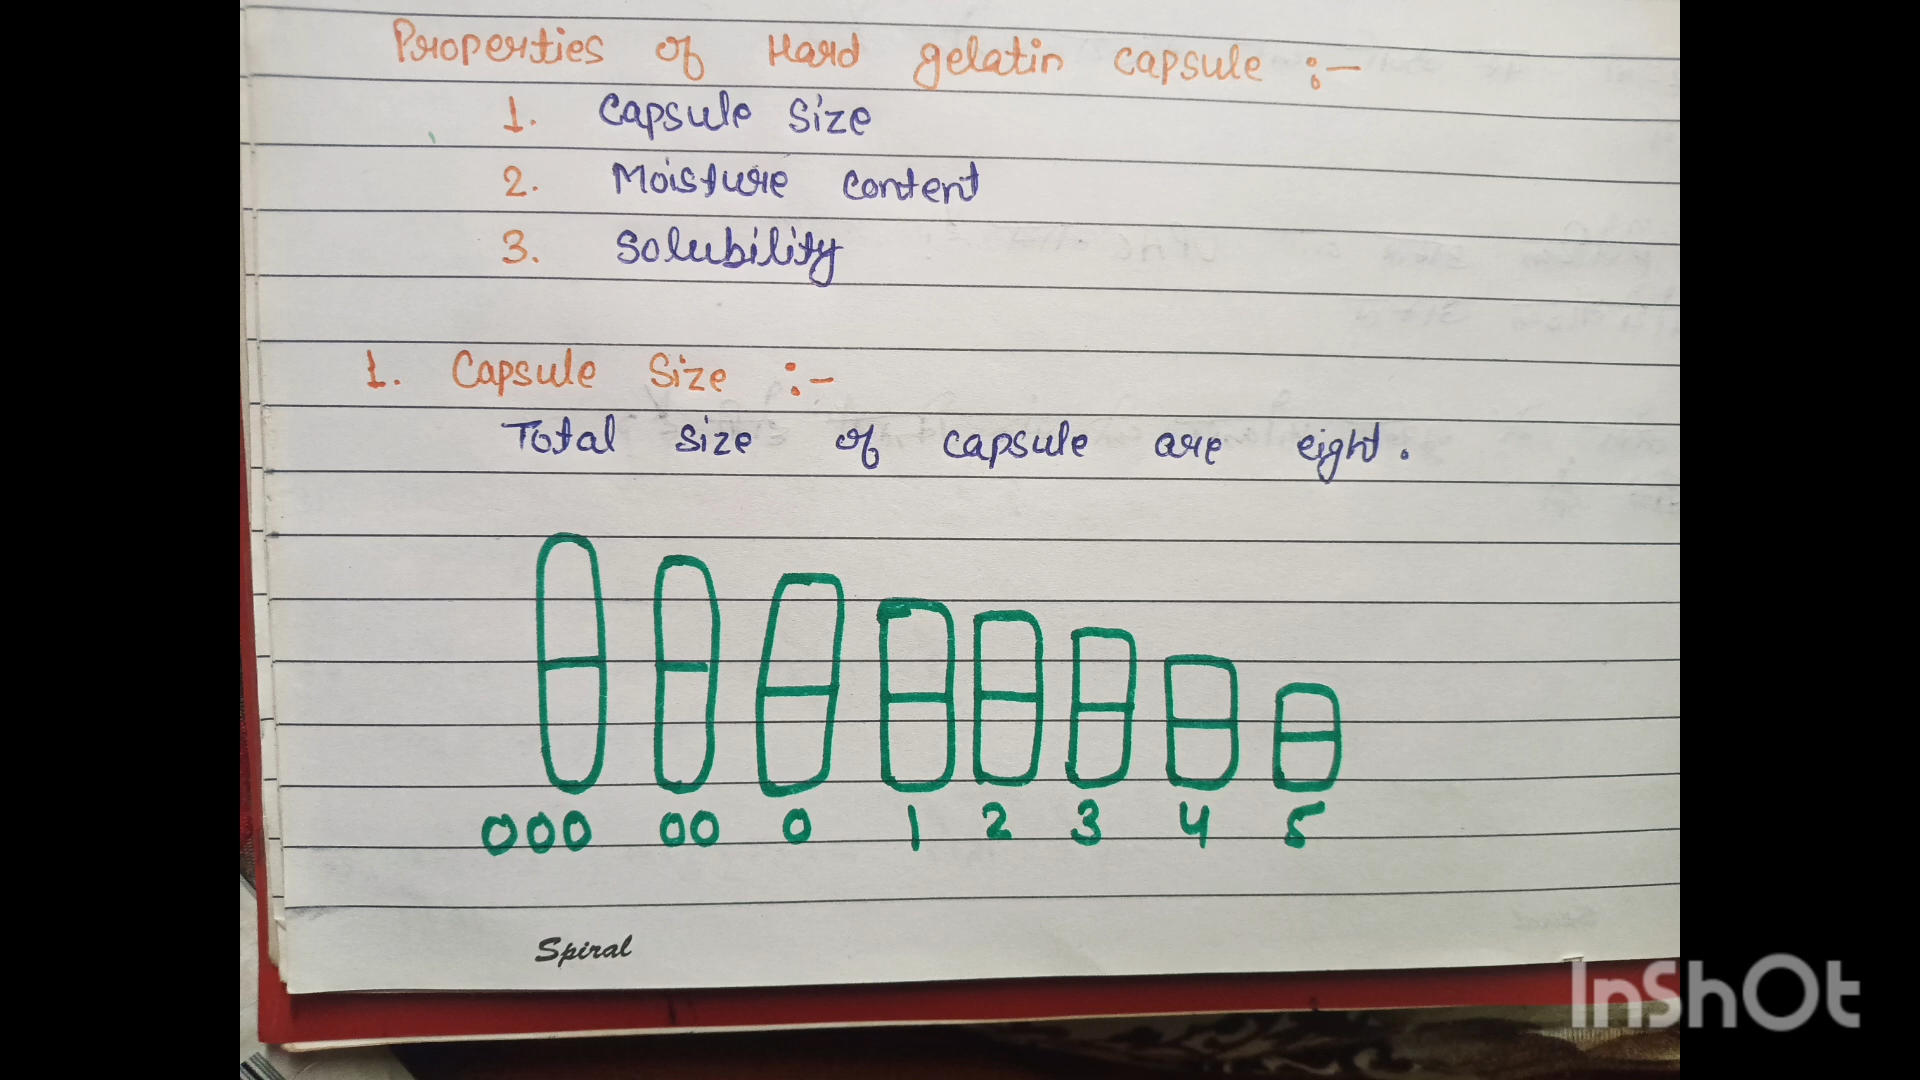 Properties of Hard gelatin capsule :-
1. Capsule Size
2. Moisture content
3. Solubility
1. Capsule Size :-
Total size of capsule are eight.
000 00 0 1 2 3 4 5
Spiral
InShOt